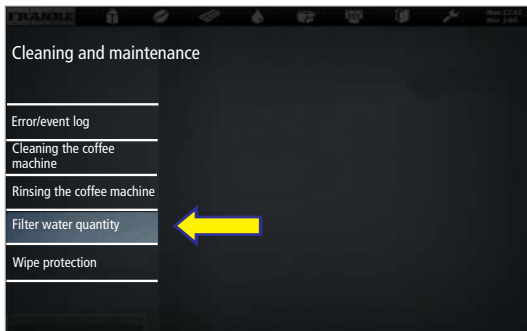 FRANKE
Cleaning and maintenance
Error/event log
Cleaning the coffee
machine
Rinsing the coffee machine
Filter water quantity
Wipe protection